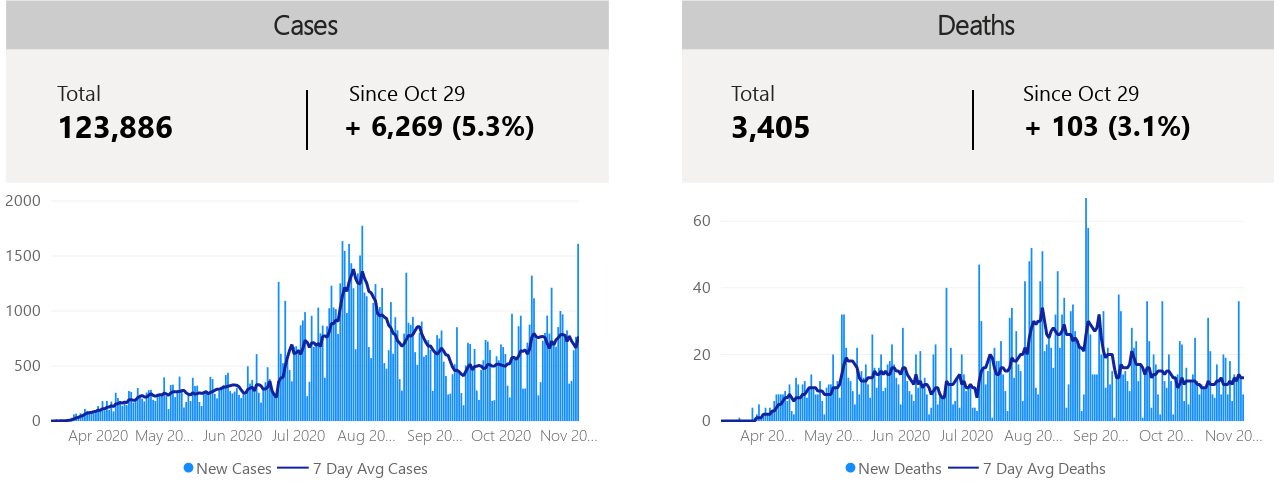 Cases
Total
123,886
Since Oct 29
+ 6,269 (5.3%)
2000
1500
1000
500
0
Apr 2020 May 20... Jun 2020 Jul 2020 Aug 20... Sep 20... Oct 2020 Nov 20...
New Cases 7 Day Avg Cases
Deaths
Total
3,405
Since Oct 29
+ 103 (3.1%)
60
40
20
0
Apr 20... May 20... Jun 2020 Jul 2020 Aug 20... Sep 20... Oct 20... Nov 20...
New Deaths 7 Day Avg Deaths